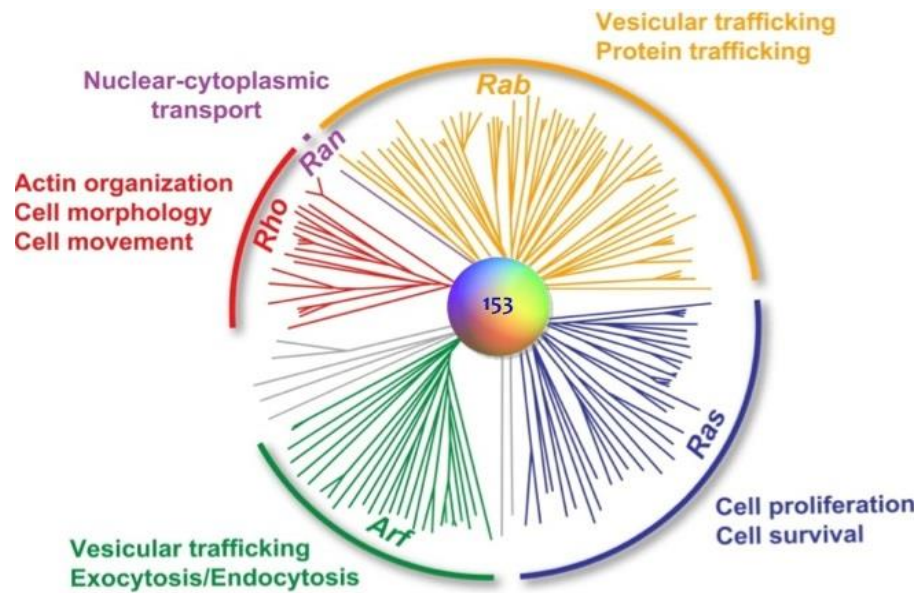 Vesicular trafficking
Protein trafficking
Rab
Nuclear-cytoplasmic
transport
Ran
Actin organization
Cell morphology
Cell movement
Rho
153
Ras
Cell proliferation
Cell survival
Arf
Vesicular trafficking
Exocytosis/Endocytosis